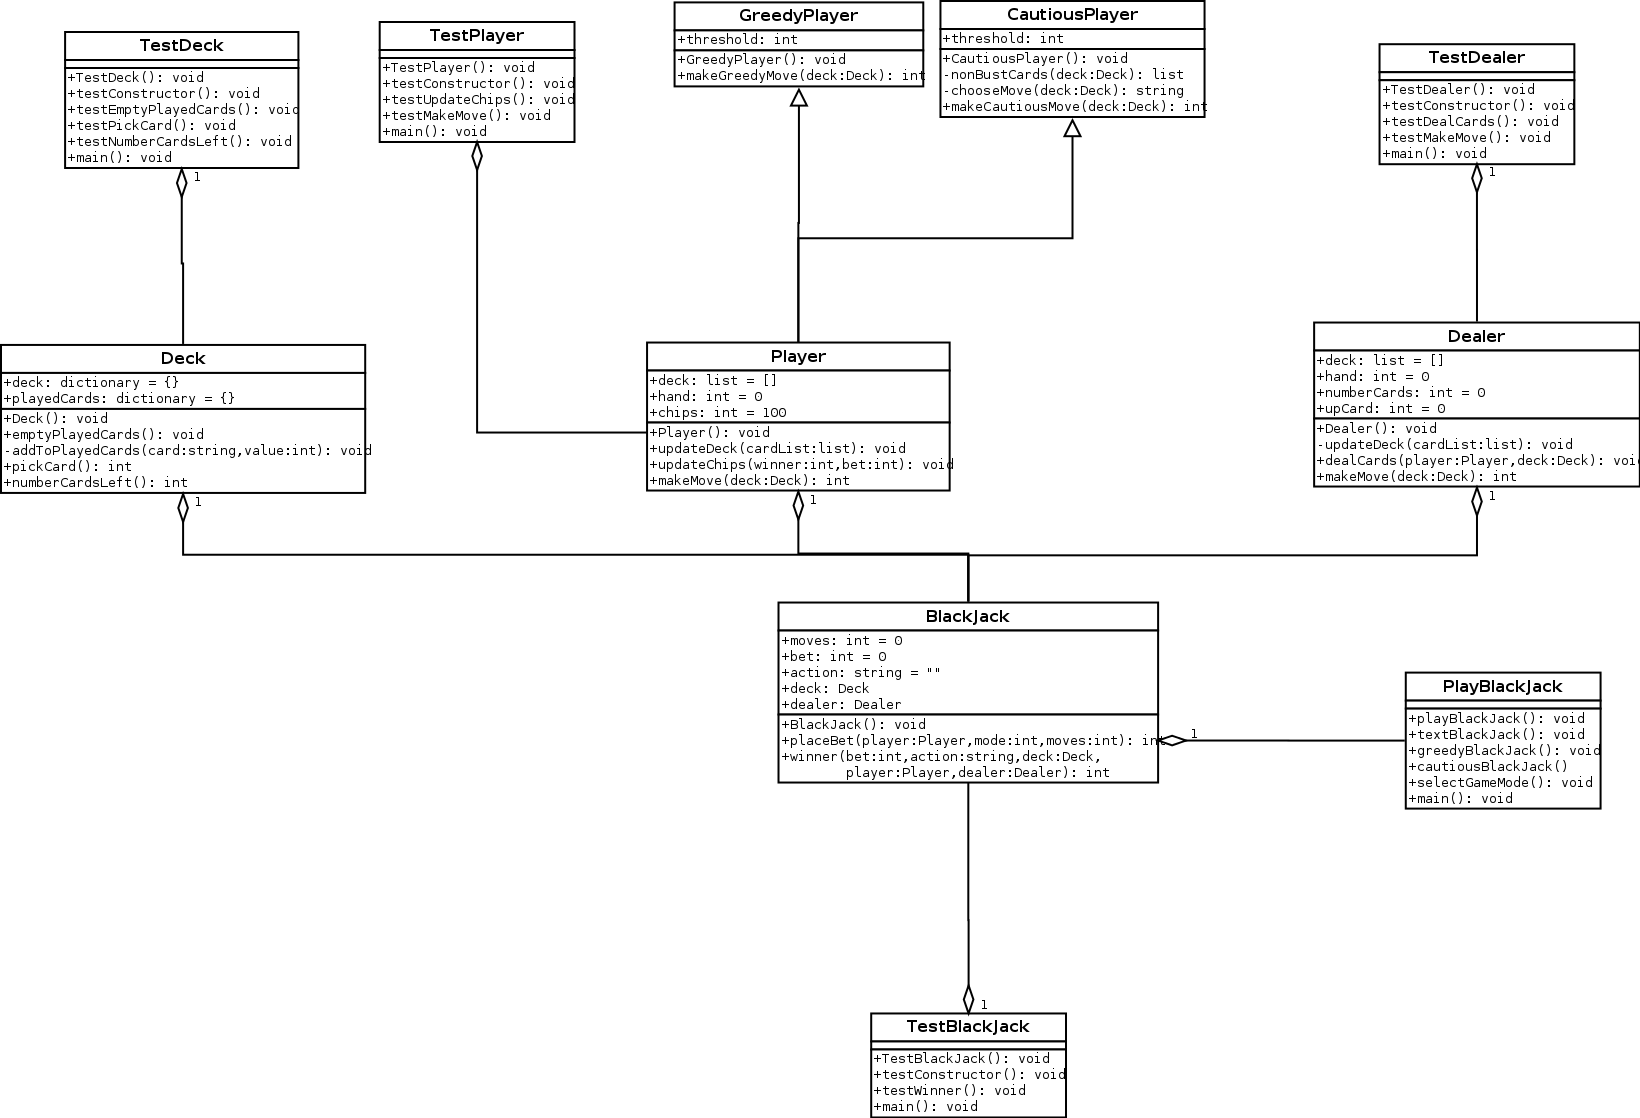 TestDeck
+TestDeck(): void
+testConstructor(): void
+testEmptyPlayedCards(): void
+testPickCard(): void
+testNumberCardsLeft(): void
+main(): void
1
TestPlayer
+TestPlayer(): void
+testConstructor(): void
+testUpdateChips(): void
+testMakeMove(): void
+main(): void
GreedyPlayer
+threshold: int
+GreedyPlayer(): void
+makeGreedyMove(deck:Deck): int
CautiousPlayer
+threshold: int
+CautiousPlayer(): void
-nonBustCards(deck:Deck): list
-chooseMove(deck:Deck): string
+makeCautiousMove(deck:Deck): int
TestDealer
+TestDealer(): void
+testConstructor(): void
+testDealCards(): void
+testMakeMove(): void
+main(): void
1
Deck
+deck: dictionary = {}
+playedCards: dictionary = {}
+Deck(): void
+emptyPlayedCards(): void
-addToPlayedCards(card:string,value:int): void
+pickCard(): int
+numberCardsLeft(): int
1
Player
+deck: list = []
+hand: int = 0
+chips: int = 100
+Player(): void
+updateDeck(cardList:list): void
+updateChips(winner:int,bet:int): void
+makeMove(deck:Deck): int
1
Dealer
+deck: list = []
+hand: int = 0
+numberCards: int = 0
+upCard: int = 0
+Dealer(): void
-updateDeck(cardList:list): void
+dealCards(player:Player,deck:Deck): void
+makeMove(deck:Deck): int
1
BlackJack
+moves: int = 0
+bet: int = 0
+action: string = ""
+deck: Deck
+dealer: Dealer
+BlackJack(): void
+placeBet(player:Player,mode:int,moves:int): int
+winner(bet:int,action:string,deck:Deck,
player:Player,dealer:Dealer): int
1
PlayBlackJack
+playBlackJack(): void
+textBlackJack(): void
+greedyBlackJack(): void
+cautiousBlackJack()
+selectGameMode(): void
+main(): void
1
TestBlackJack
+TestBlackJack(): void
+testConstructor(): void
+testWinner(): void
+main(): void